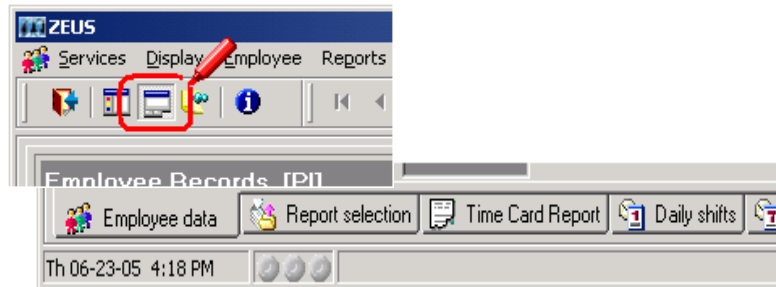 ZEUS
Services Display Employee Reports
Employee Records [PI]
Employee data Report selection Time Card Report Daily shifts
Th 06-23-05 4:18 PM